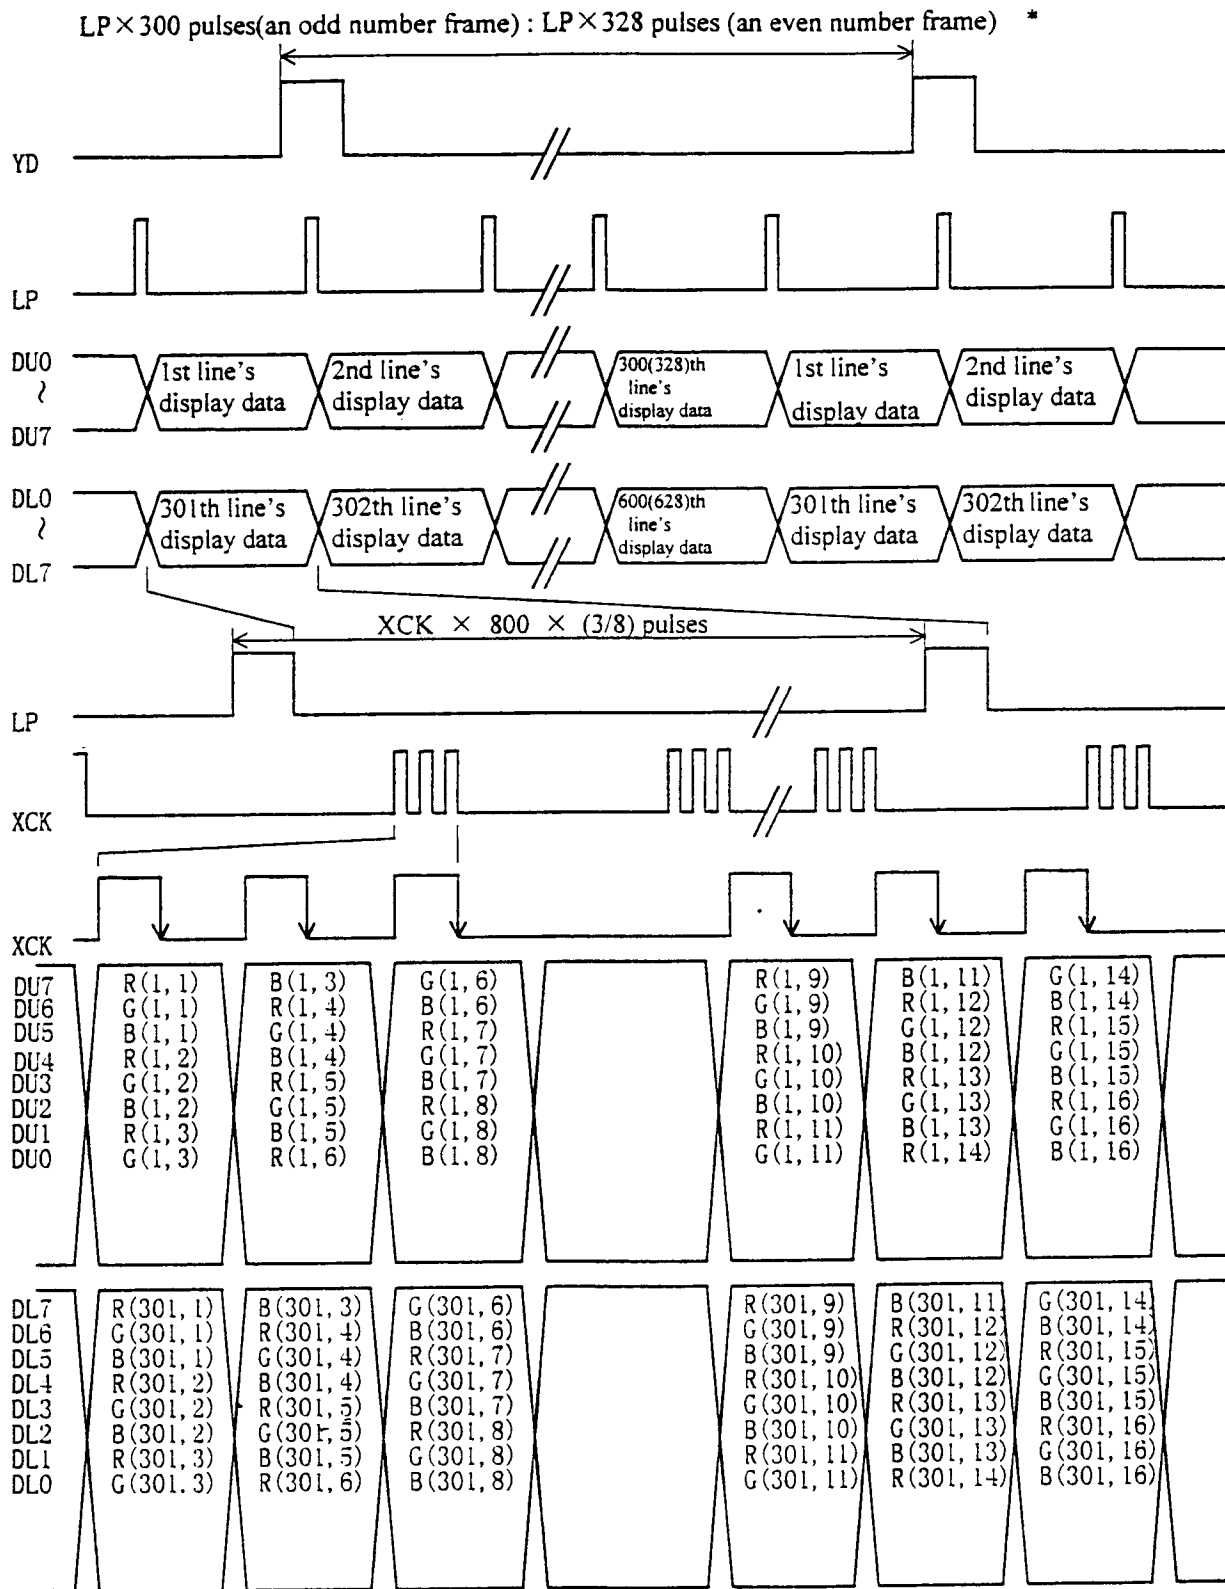 LP×300 pulses(an odd number frame) : LP×328 pulses (an even number frame) *
YD
LP
DU0 ~ DU7
1st line's display data
2nd line's display data
300(328)th line's display data
1st line's display data
2nd line's display data
DL0 ~ DL7
301th line's display data
302th line's display data
600(628)th line's display data
301th line's display data
302th line's display data
XCK × 800 × (3/8) pulses
LP
XCK
XCK
DU7 R(1, 1) B(1, 3) G(1, 6) R(1, 9) B(1, 11) G(1, 14)
DU6 G(1, 1) R(1, 4) B(1, 6) G(1, 9) R(1, 12) B(1, 14)
DU5 B(1, 1) G(1, 4) R(1, 7) B(1, 9) G(1, 12) R(1, 15)
DU4 R(1, 2) B(1, 4) G(1, 7) R(1, 10) B(1, 12) G(1, 15)
DU3 G(1, 2) R(1, 5) B(1, 7) G(1, 10) R(1, 13) B(1, 15)
DU2 B(1, 2) G(1, 5) R(1, 8) B(1, 10) G(1, 13) R(1, 16)
DU1 R(1, 3) B(1, 5) G(1, 8) R(1, 11) B(1, 13) G(1, 16)
DU0 G(1, 3) R(1, 6) B(1. 8) G(1, 11) R(1, 14) B(1, 16)
DL7 R(301, 1) B(301, 3) G(301, 6) R(301, 9) B(301, 11) G(301, 14)
DL6 G(301, 1) R(301, 4) B(301, 6) G(301, 9) R(301, 12) B(301, 14)
DL5 B(301, 1) G(301, 4) R(301, 7) B(301, 9) G(301, 12) R(301, 15)
DL4 R(301, 2) B(301, 4) G(301, 7) R(301, 10) B(301, 12) G(301, 15)
DL3 G(301, 2) R(301, 5) B(301, 7) G(301, 10) R(301, 13) B(301, 15)
DL2 B(301, 2) G(301, 5) R(301, 8) B(301, 10) G(301, 13) R(301, 16)
DL1 R(301, 3) B(301, 5) G(301, 8) R(301, 11) B(301, 13) G(301, 16)
DL0 G(301. 3) R(301, 6) B(301, 8) G(301, 11) R(301, 14) B(301, 16)